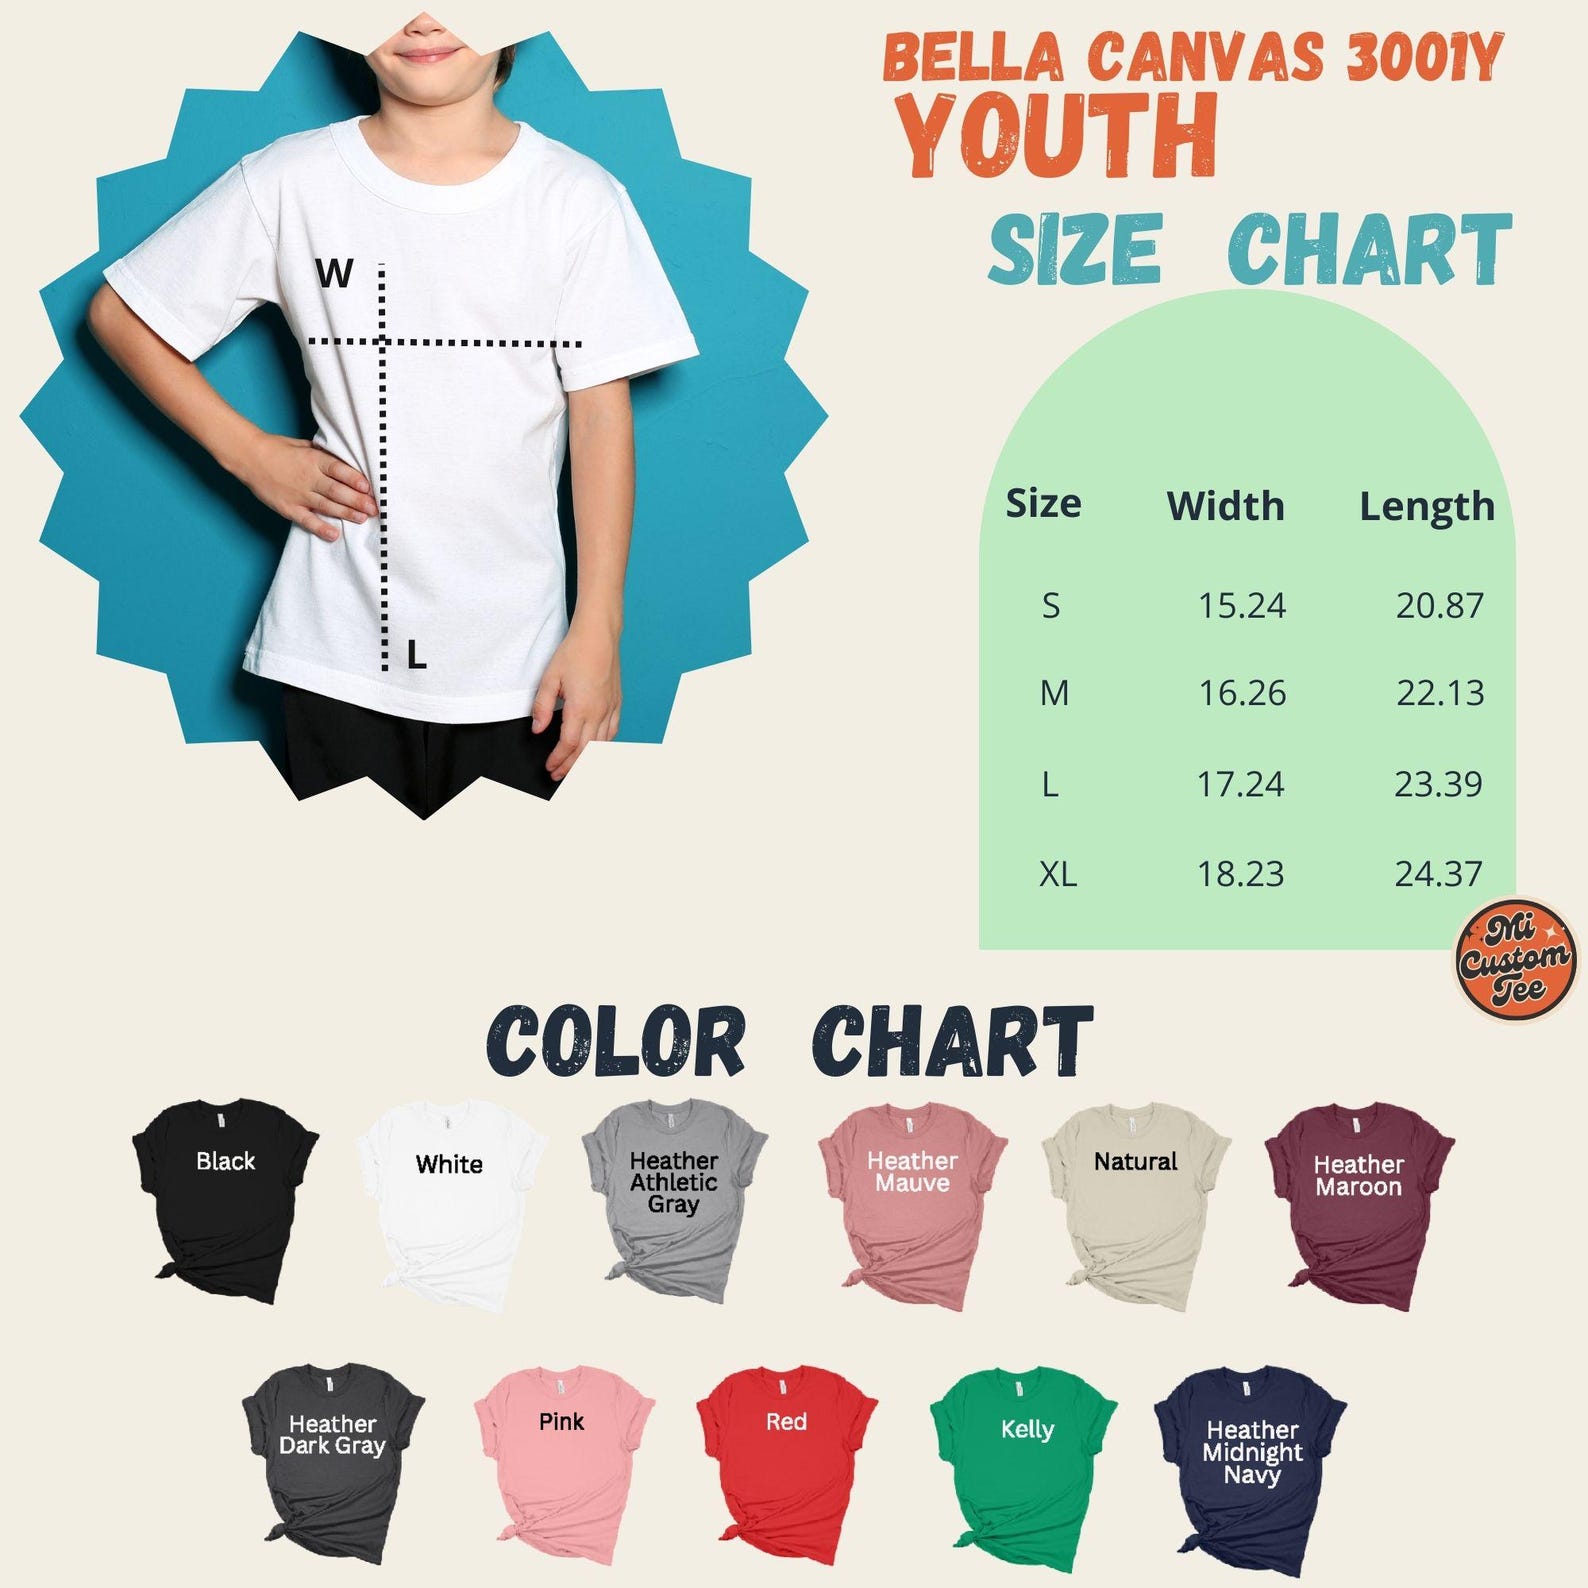 BELLA CANVAS 3001Y
YOUTH
SIZE CHART
W
L
Size Width Length
S 15.24 20.87
M 16.26 22.13
L 17.24 23.39
XL 18.23 24.37
Mi
Custom
Tee
COLOR CHART
Black
White
Heather
Athletic
Gray
Heather
Mauve
Natural
Heather
Maroon
Heather
Dark Gray
Pink
Red
Kelly
Heather
Midnight
Navy